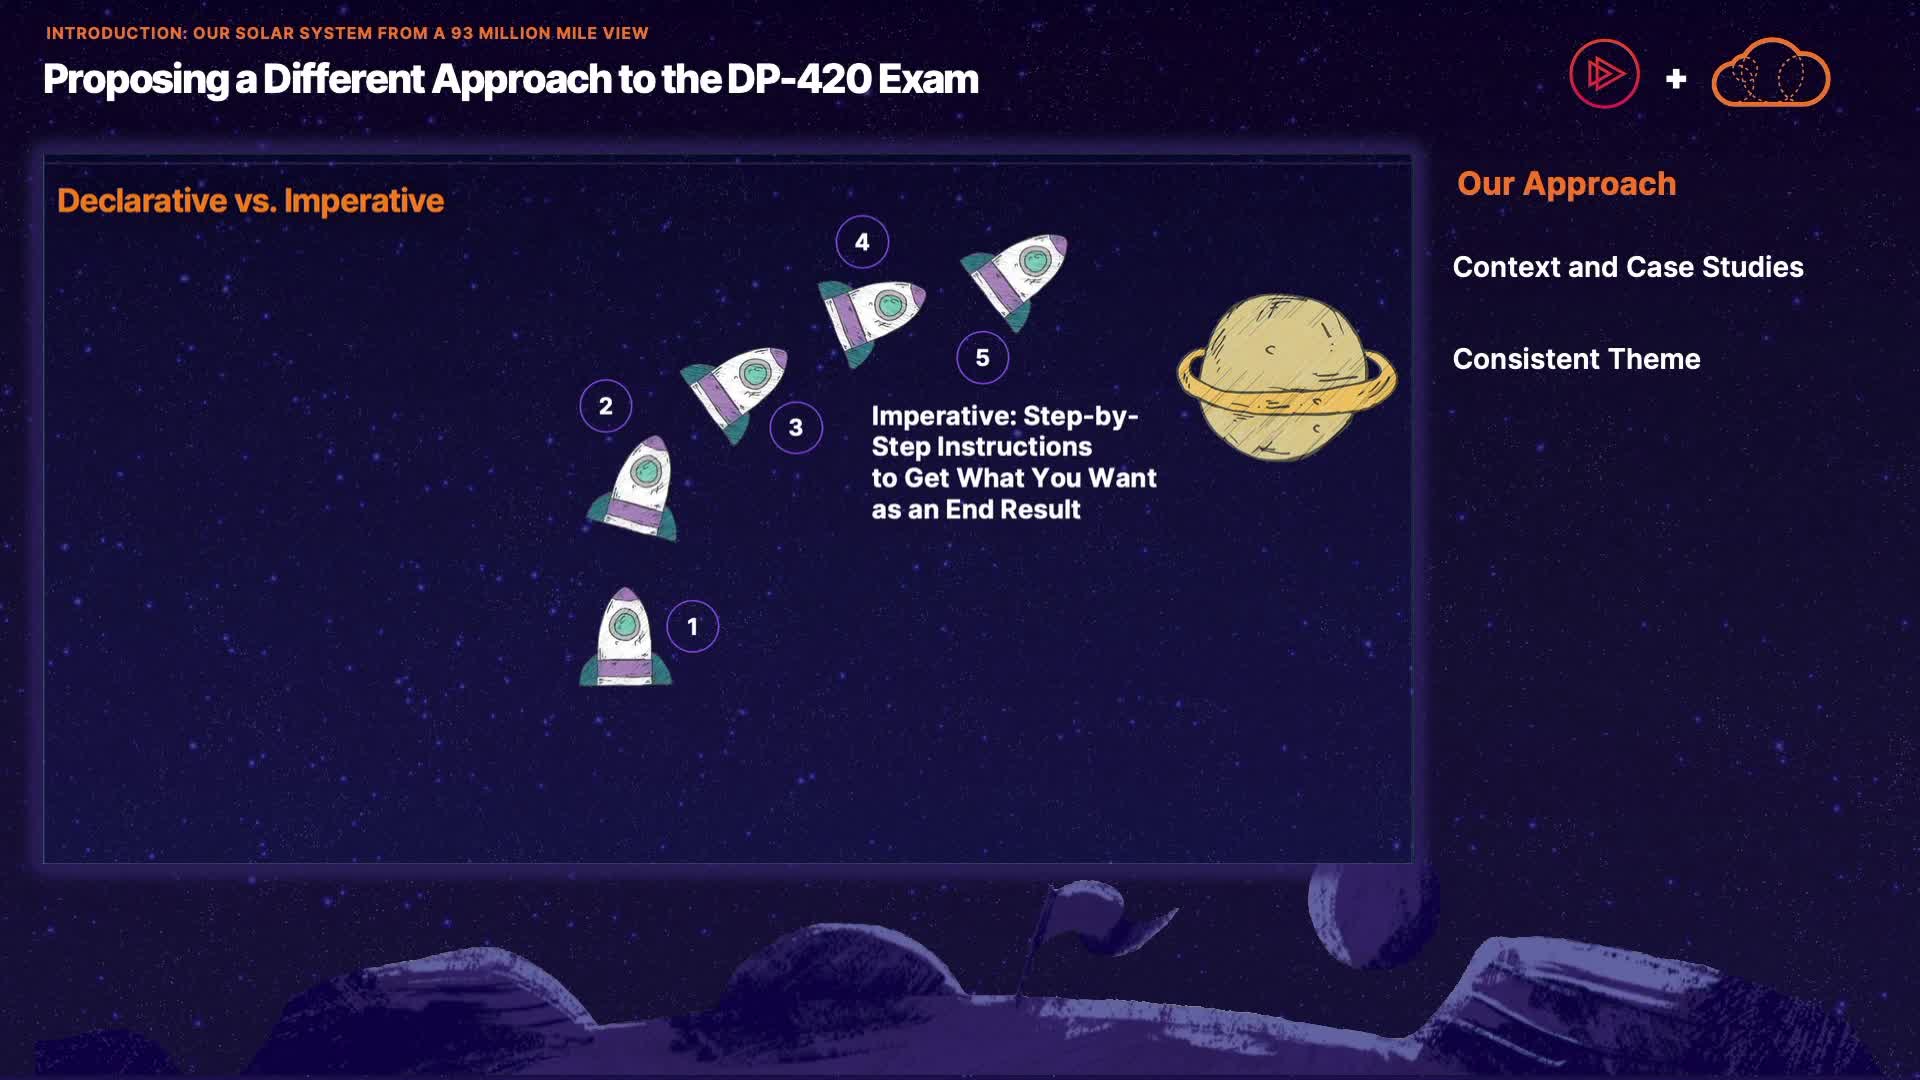 INTRODUCTION: OUR SOLAR SYSTEM FROM A 93 MILLION MILE VIEW
Proposing a Different Approach to the DP-420 Exam
+
Declarative vs. Imperative
4
5
2
3
Imperative: Step-by-
Step Instructions
to Get What You Want
as an End Result
1
Our Approach
Context and Case Studies
Consistent Theme